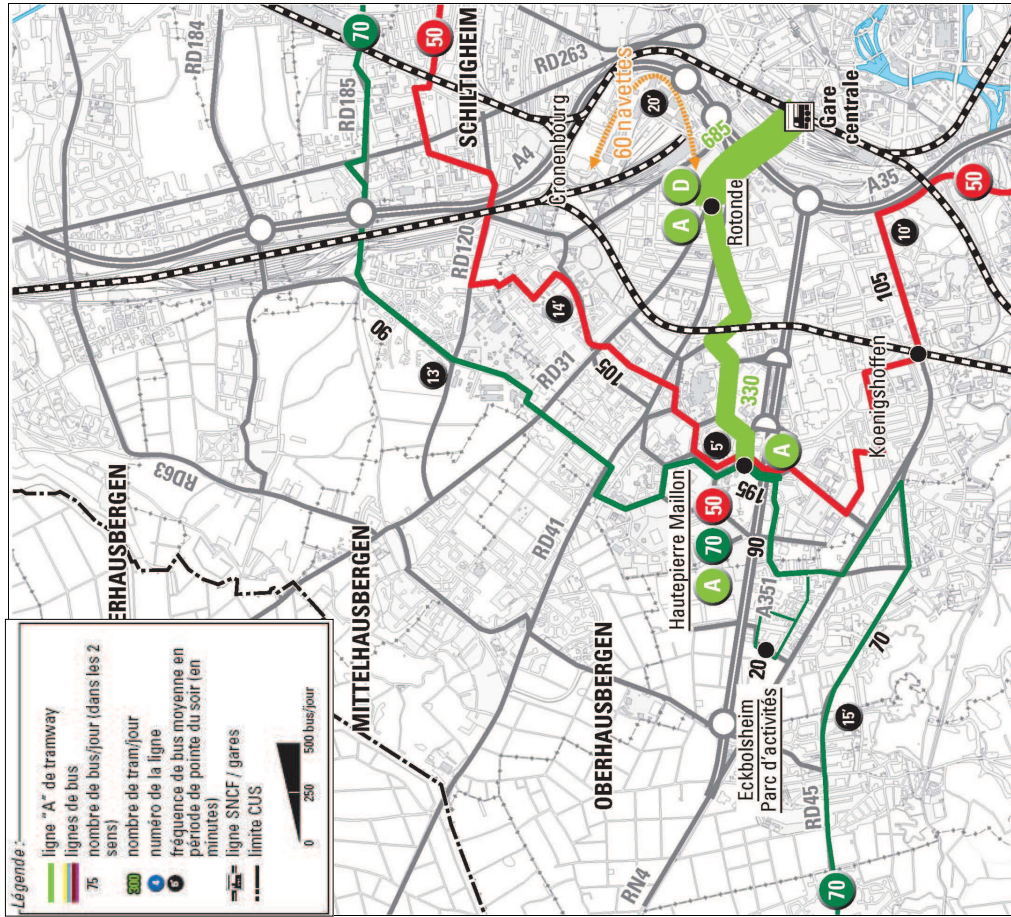 Légende :
ligne "A" de tramway
lignes de bus
75
nombre de bus/jour (dans les 2
sens)
300
nombre de tram/jour
4
numéro de la ligne
6'
fréquence de bus moyenne en
période de pointe du soir (en
minutes)
ligne SNCF / gares
limite CUS
0
250
500 bus/jour
ERHAUSBERGEN
MITTELHAUSBERGEN
OBERHAUSBERGEN
SCHILTIGHEIM
RD184
RD185
70
50
RD263
RD63
A4
Cronenbourg
60 navettes
20'
RD120
90
13'
14'
RD31
105
RD41
685
A
D
Rotonde
Gare
centrale
330
5'
A
195
Hautepierre Maillon
A
70
50
90
A351
A35
50
10'
105
Koenigshoffen
20
Eckbolsheim
Parc d'activités
70
15'
RD45
RN4
70